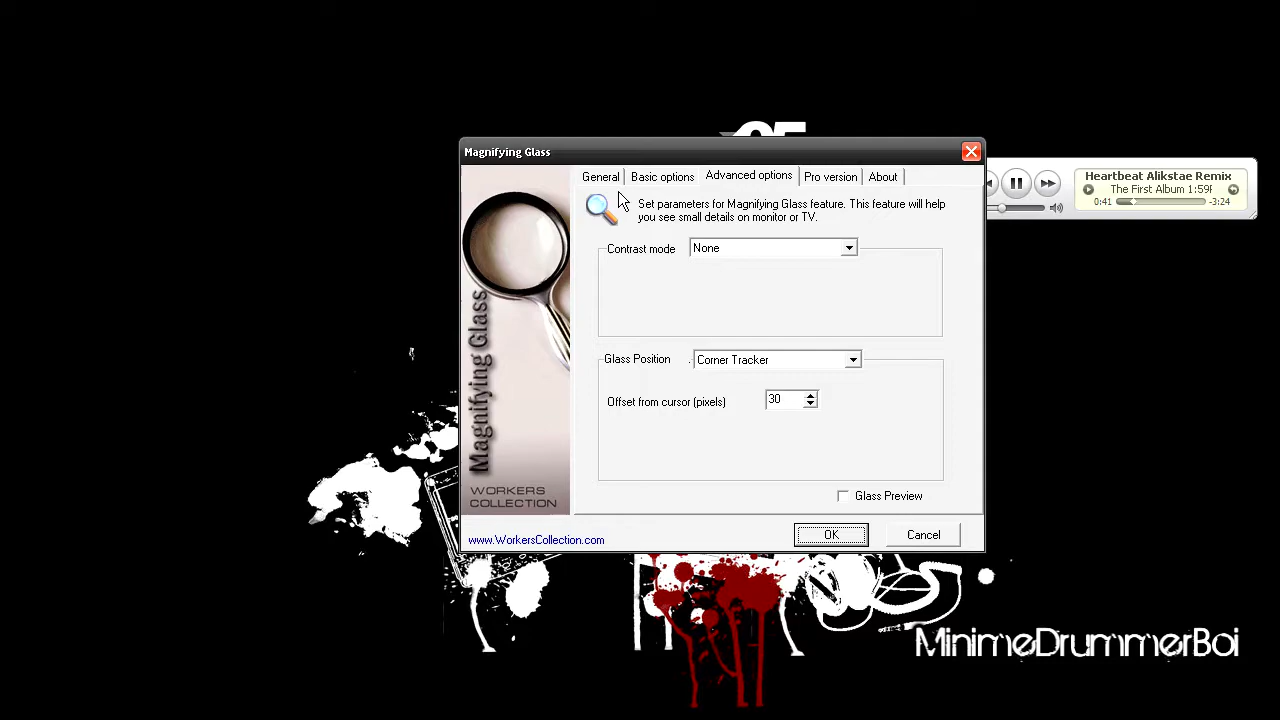 Magnifying Glass
General
Basic options
Advanced options
Pro version
About
Set parameters for Magnifying Glass feature. This feature will help
you see small details on monitor or TV.
Contrast mode
None
Glass Position
Corner Tracker
Offset from cursor (pixels)
30
Glass Preview
Magnifying Glass
WORKERS
COLLECTION
www.WorkersCollection.com
OK
Cancel
Heartbeat Alikstae Remix
The First Album 1:59
0:41
-3:24
MinimeDrummerBoi